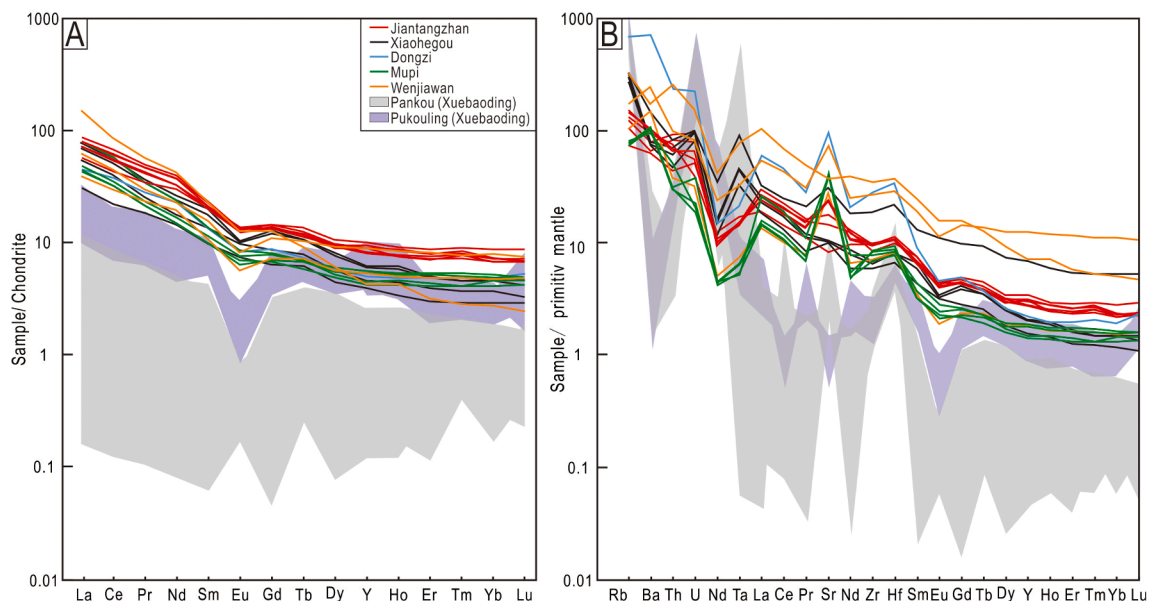 A
Jiantangzhan
Xiaohegou
Dongzi
Mupi
Wenjiawan
Pankou (Xuebaoding)
Pukouling (Xuebaoding)
1000
100
10
1
0.1
0.01
Sample/Chondrite
La Ce Pr Nd Sm Eu Gd Tb Dy Y Ho Er Tm Yb Lu
B
1000
100
10
1
0.1
0.01
Sample/ primitiv mantle
Rb Ba Th U Nd Ta La Ce Pr Sr Nd Zr Hf Sm Eu Gd Tb Dy Y Ho Er Tm Yb Lu